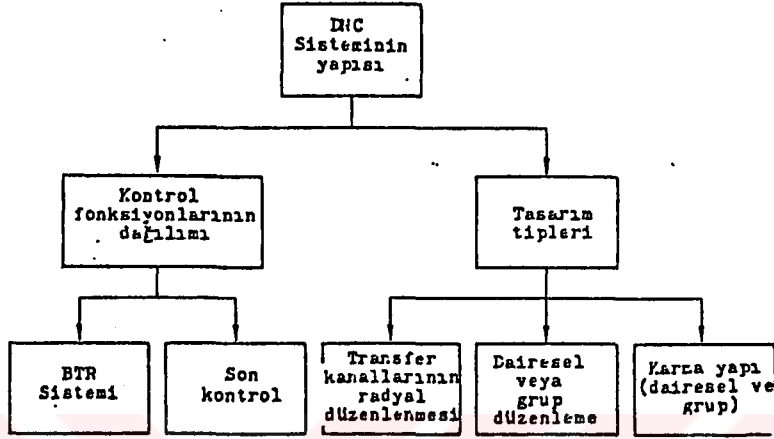 DNC
Sisteminin
yapısı
Kontrol
fonksiyonlarının
dağılımı
Tasarım
tipleri
BTR
Sistemi
Son
kontrol
Transfer
kanallarının
radyal
düzenlenmesi
Dairesel
veya
grup
düzenleme
Karma yapı
(dairesel ve
grup)